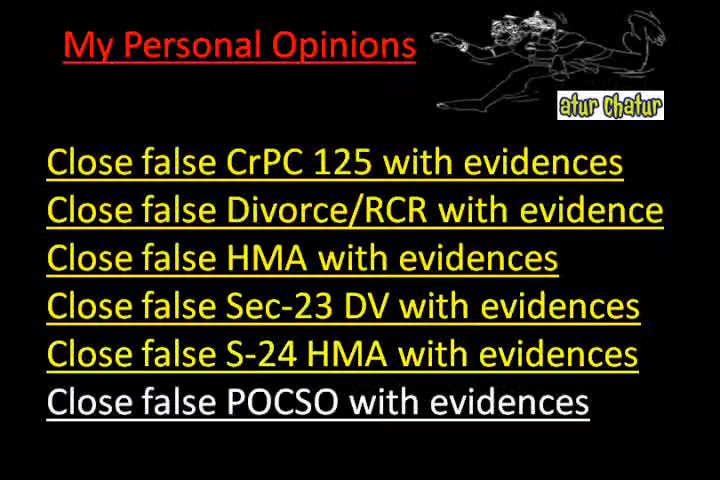 My Personal Opinions
atur Chatur
Close false CrPC 125 with evidences
Close false Divorce/RCR with evidence
Close false HMA with evidences
Close false Sec-23 DV with evidences
Close false S-24 HMA with evidences
Close false POCSO with evidences